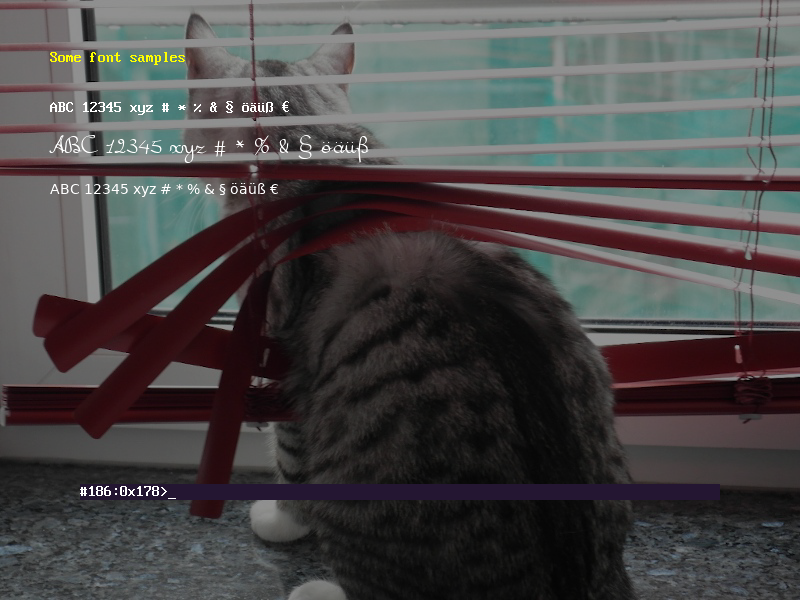 Some font samples
ABC 12345 xyz # * % & § öäüß €
ABC 12345 xyz # * % & § öäüß
ABC 12345 xyz # * % & § öäüß €
#186:0x178>_